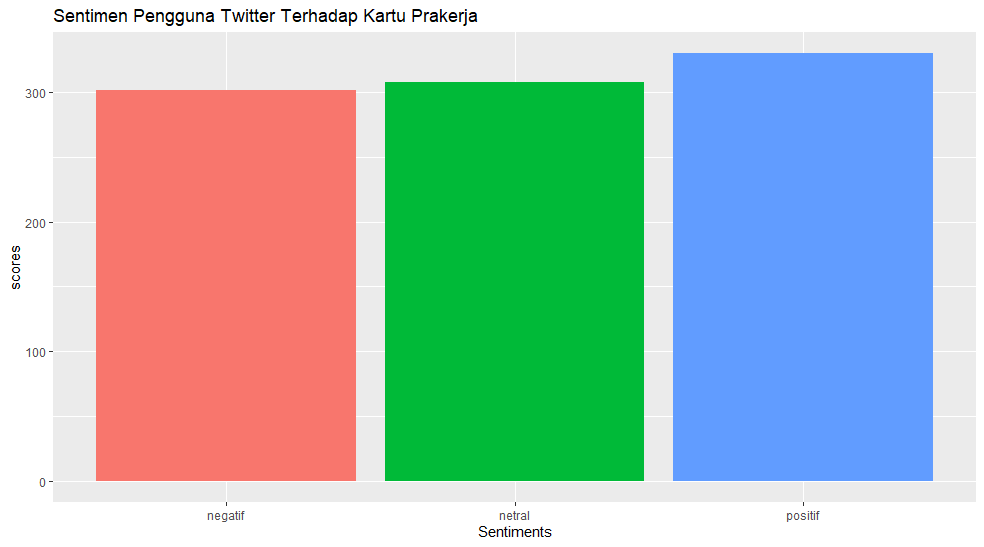 Sentimen Pengguna Twitter Terhadap Kartu Prakerja
300
200
100
0
scores
negatif netral positif
Sentiments